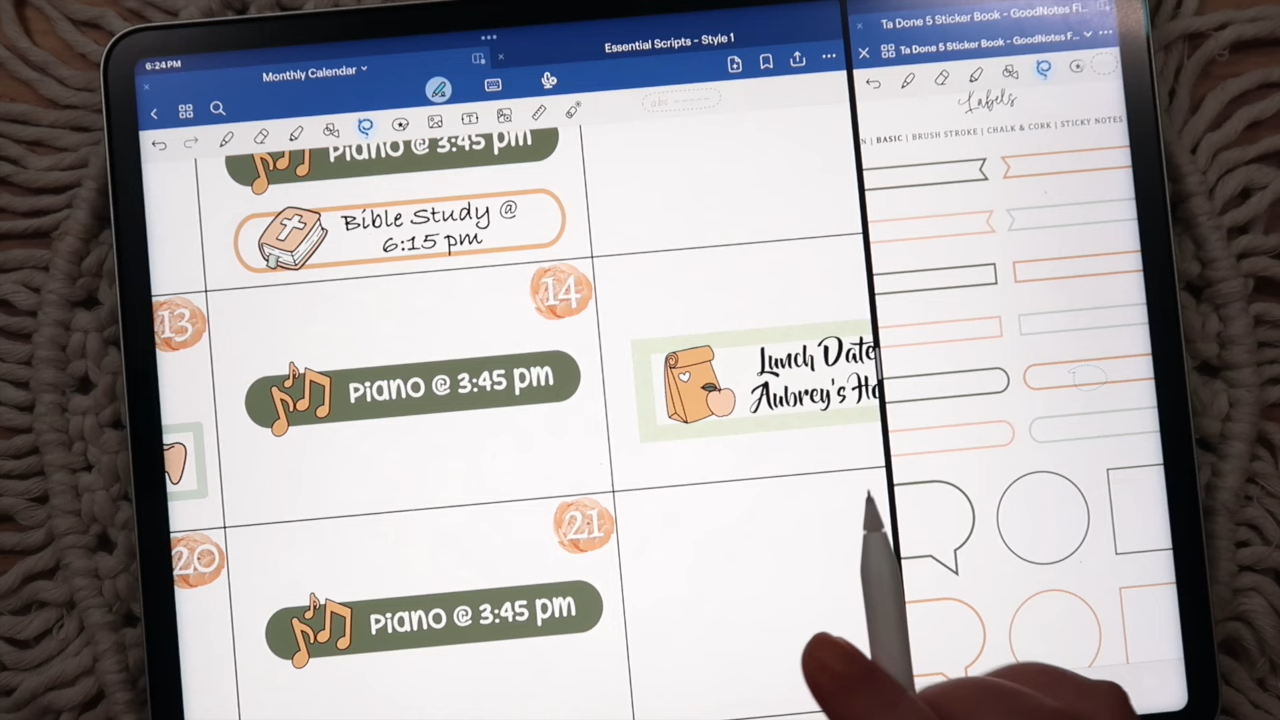 6:24 PM
Monthly Calendar
Essential Scripts - Style 1
Ta Done 5 Sticker Book - GoodNotes Fi...
Ta Done 5 Sticker Book - GoodNotes F...
abc
Labels
N | BASIC | BRUSH STROKE | CHALK & CORK | STICKY NOTES
Piano @ 3:45 pm
Bible Study @
6:15 pm
13
14
Piano @ 3:45 pm
Lunch Date
Aubrey's Ho
20
21
Piano @ 3:45 pm